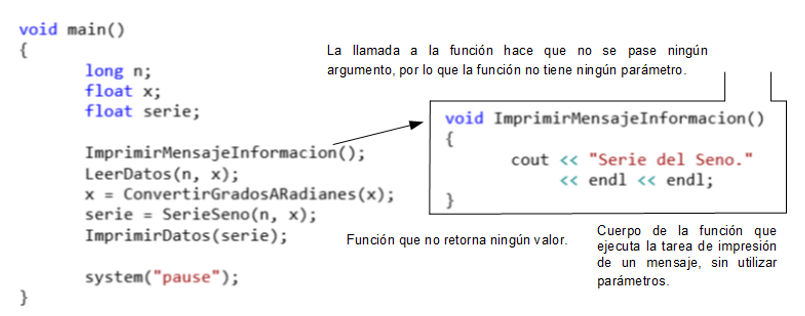 void main()
{
long n;
float x;
float serie;
ImprimirMensajeInformacion();
LeerDatos(n, x);
x = ConvertirGradosARadianes(x);
serie = SerieSeno(n, x);
ImprimirDatos(serie);
system("pause");
}
La llamada a la función hace que no se pase ningún
argumento, por lo que la función no tiene ningún parámetro.
void ImprimirMensajeInformacion()
{
cout << "Serie del Seno."
<< endl << endl;
}
Función que no retorna ningún valor.
Cuerpo de la función que
ejecuta la tarea de impresión
de un mensaje, sin utilizar
parámetros.